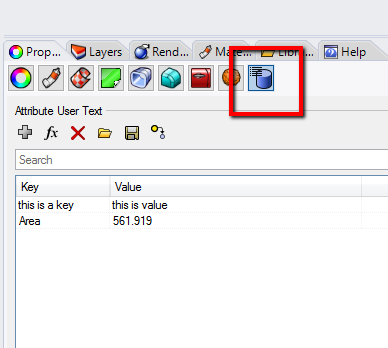 Prop... Layers Rend... Mate... Libr... Help
Attribute User Text
fx
Search
Key Value
this is a key this is value
Area 561.919